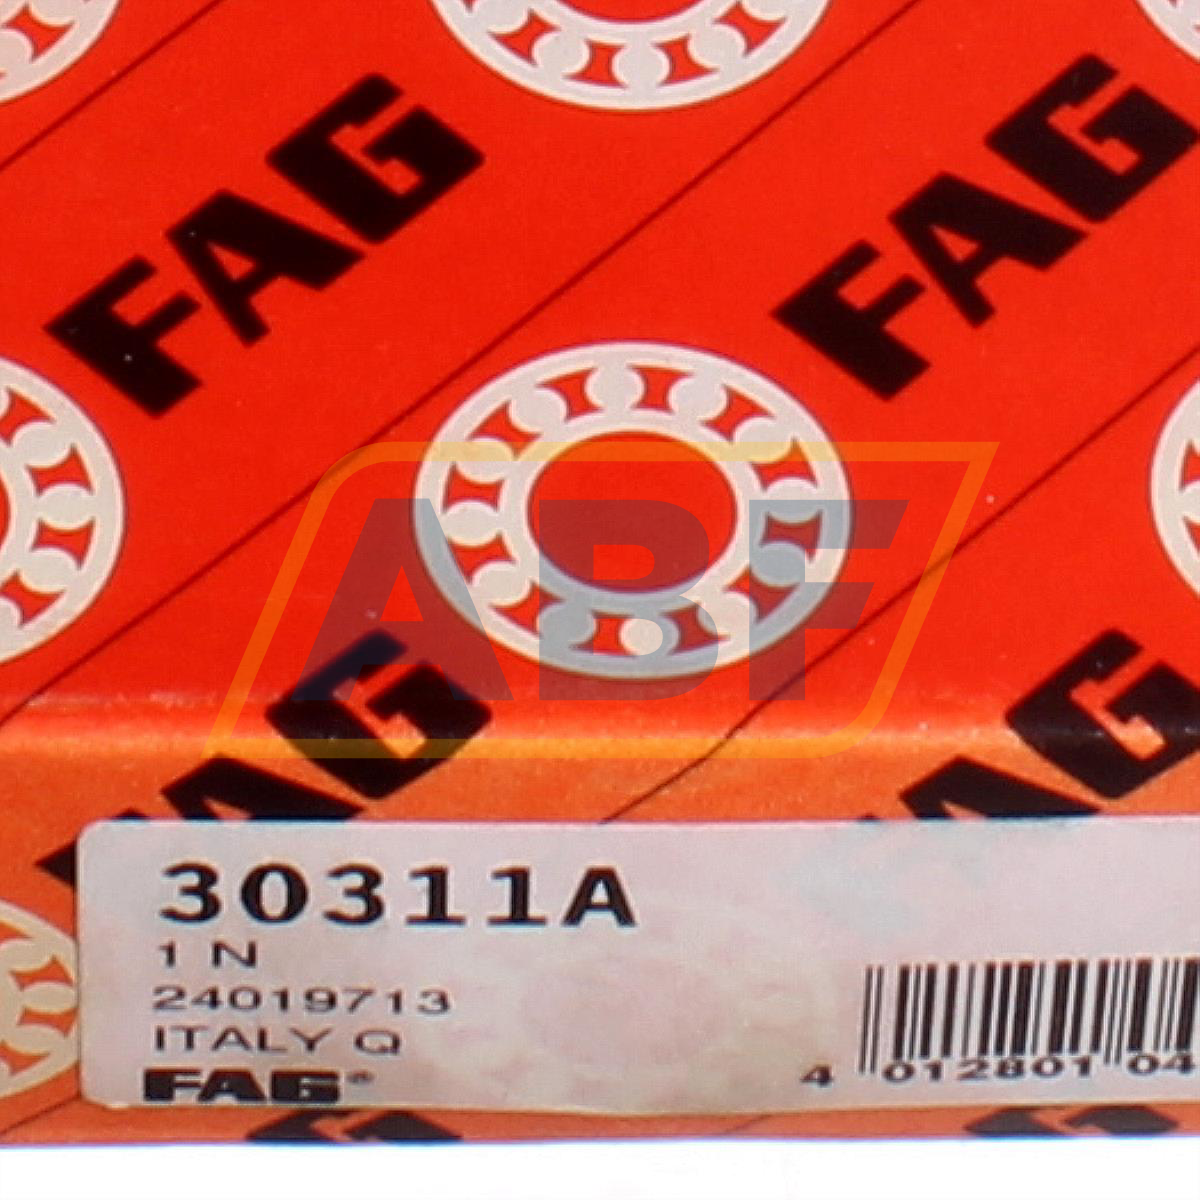 FAG
FAG
ABF
FAG
FAG
30311A
1 N
24019713
ITALY Q
FAG®
4 012801 04